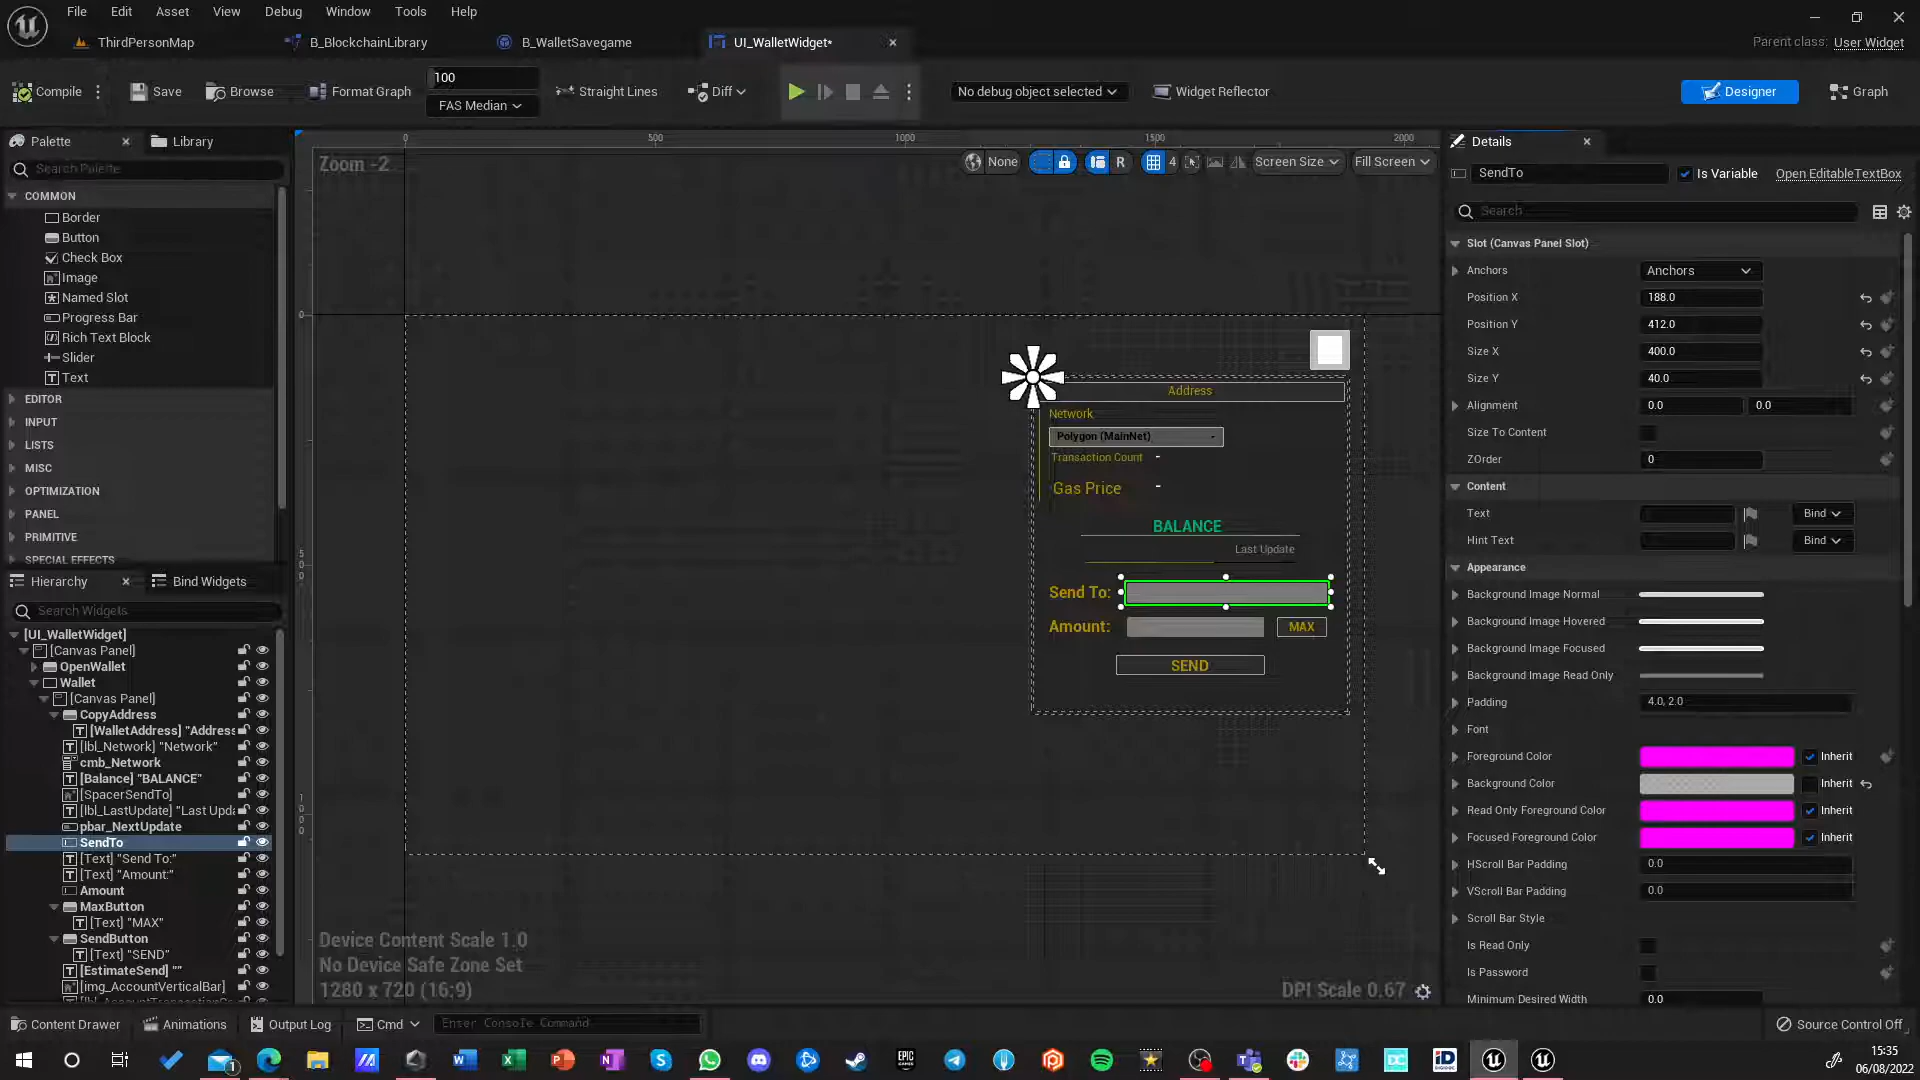 File Edit Asset View Debug Window Tools Help
ThirdPersonMap B_BlockchainLibrary B_WalletSavegame UI_WalletWidget*
Parent class: User Widget
Compile Save Browse Format Graph 100 FAS Median Straight Lines Diff No debug object selected Widget Reflector Designer Graph
Palette Library
Search Palette
COMMON
Border
Button
Check Box
Image
Named Slot
Progress Bar
Rich Text Block
Slider
Text
EDITOR
INPUT
LISTS
MISC
OPTIMIZATION
PANEL
PRIMITIVE
SPECIAL EFFECTS
Hierarchy Bind Widgets
Search Widgets
[UI_WalletWidget]
[Canvas Panel]
OpenWallet
Wallet
[Canvas Panel]
CopyAddress
[WalletAddress] "Address
[lbl_Network] "Network"
cmb_Network
[Balance] "BALANCE"
[SpacerSendTo]
[lbl_LastUpdate] "Last Upda
pbar_NextUpdate
SendTo
[Text] "Send To:"
[Text] "Amount:"
Amount
MaxButton
[Text] "MAX"
SendButton
[Text] "SEND"
[EstimateSend] ""
[img_AccountVerticalBar]
0 500 1000 1500 2000
Zoom -2
None R 4 Screen Size Fill Screen
0
5
0
0
1
0
0
0
Address
Network
Polygon (MainNet)
Transaction Count -
Gas Price -
BALANCE
Last Update
Send To:
Amount: MAX
SEND
Device Content Scale 1.0
No Device Safe Zone Set
1280 x 720 (16:9)
DPI Scale 0.67
Details
SendTo Is Variable Open EditableTextBox
Search
Slot (Canvas Panel Slot)
Anchors Anchors
Position X 188.0
Position Y 412.0
Size X 400.0
Size Y 40.0
Alignment 0.0 0.0
Size To Content
ZOrder 0
Content
Text Bind
Hint Text Bind
Appearance
Background Image Normal
Background Image Hovered
Background Image Focused
Background Image Read Only
Padding 4.0, 2.0
Font
Foreground Color Inherit
Background Color Inherit
Read Only Foreground Color Inherit
Focused Foreground Color Inherit
HScroll Bar Padding 0.0
VScroll Bar Padding 0.0
Scroll Bar Style
Is Read Only
Is Password
Minimum Desired Width 0.0
Content Drawer Animations Output Log Cmd Enter Console Command Source Control Off
15:35
06/08/2022